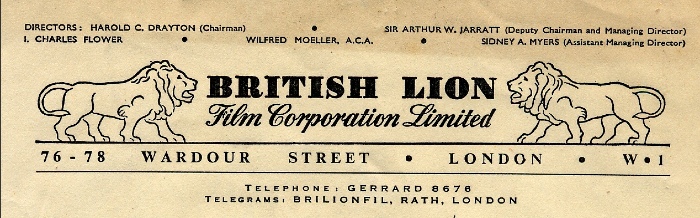 DIRECTORS: HAROLD C. DRAYTON (Chairman) • SIR ARTHUR W. JARRATT (Deputy Chairman and Managing Director)
I. CHARLES FLOWER • WILFRED MOELLER, A.C.A. • SIDNEY A. MYERS (Assistant Managing Director)
BRITISH LION
Film Corporation Limited
76-78 WARDOUR STREET • LONDON • W•1
TELEPHONE: GERRARD 8676
TELEGRAMS: BRILIONFIL, RATH, LONDON